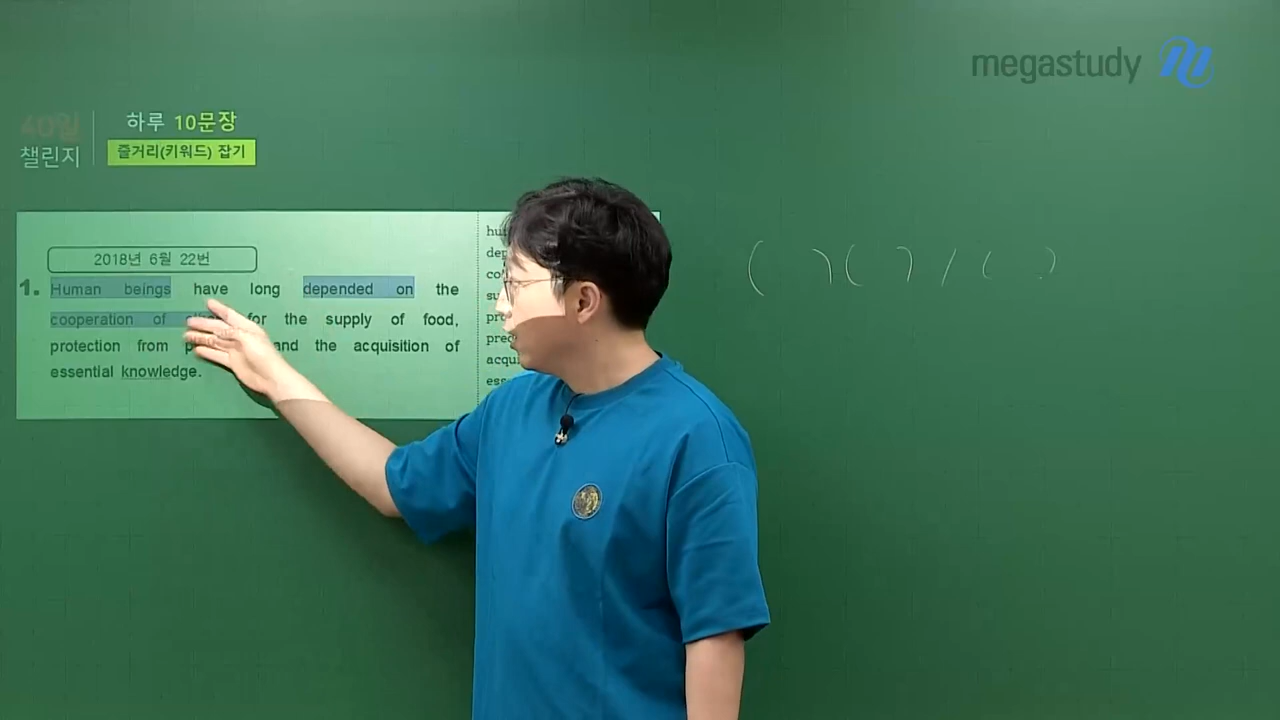 megastudy
40일
챌린지
하루 10문장
줄거리(키워드) 잡기
2018년 6월 22번
1. Human beings have long depended on the
cooperation of for the supply of food,
protection from and the acquisition of
essential knowledge.
( ) ( ) / ( )